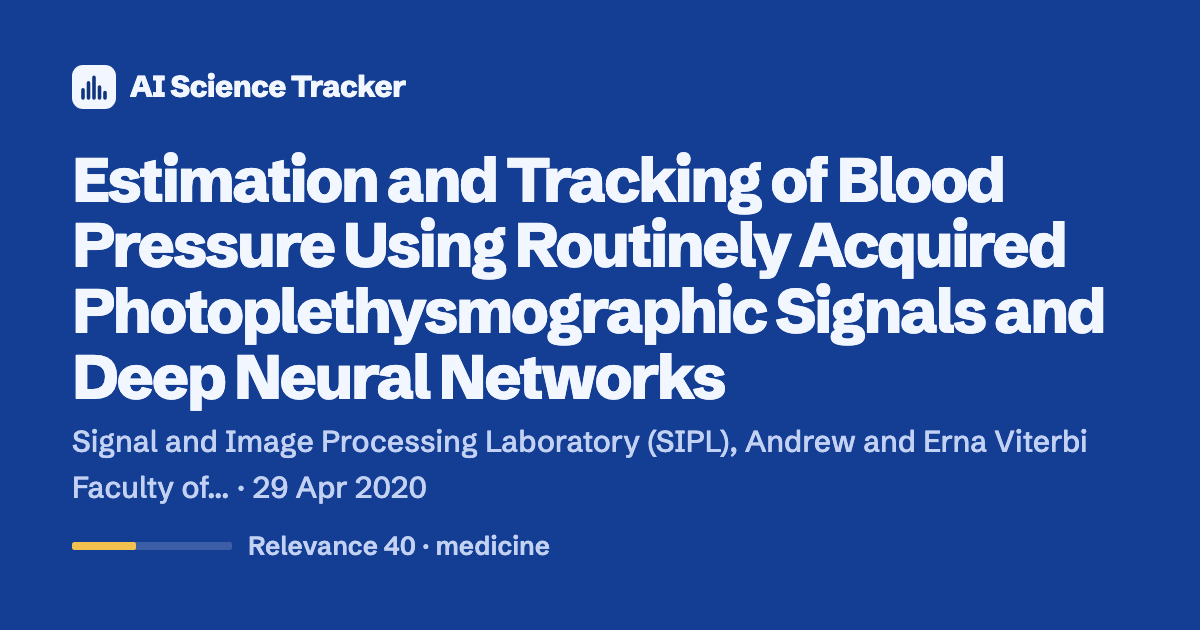 AI Science Tracker
Estimation and Tracking of Blood
Pressure Using Routinely Acquired
Photoplethysmographic Signals and
Deep Neural Networks
Signal and Image Processing Laboratory (SIPL), Andrew and Erna Viterbi
Faculty of... · 29 Apr 2020
Relevance 40 · medicine